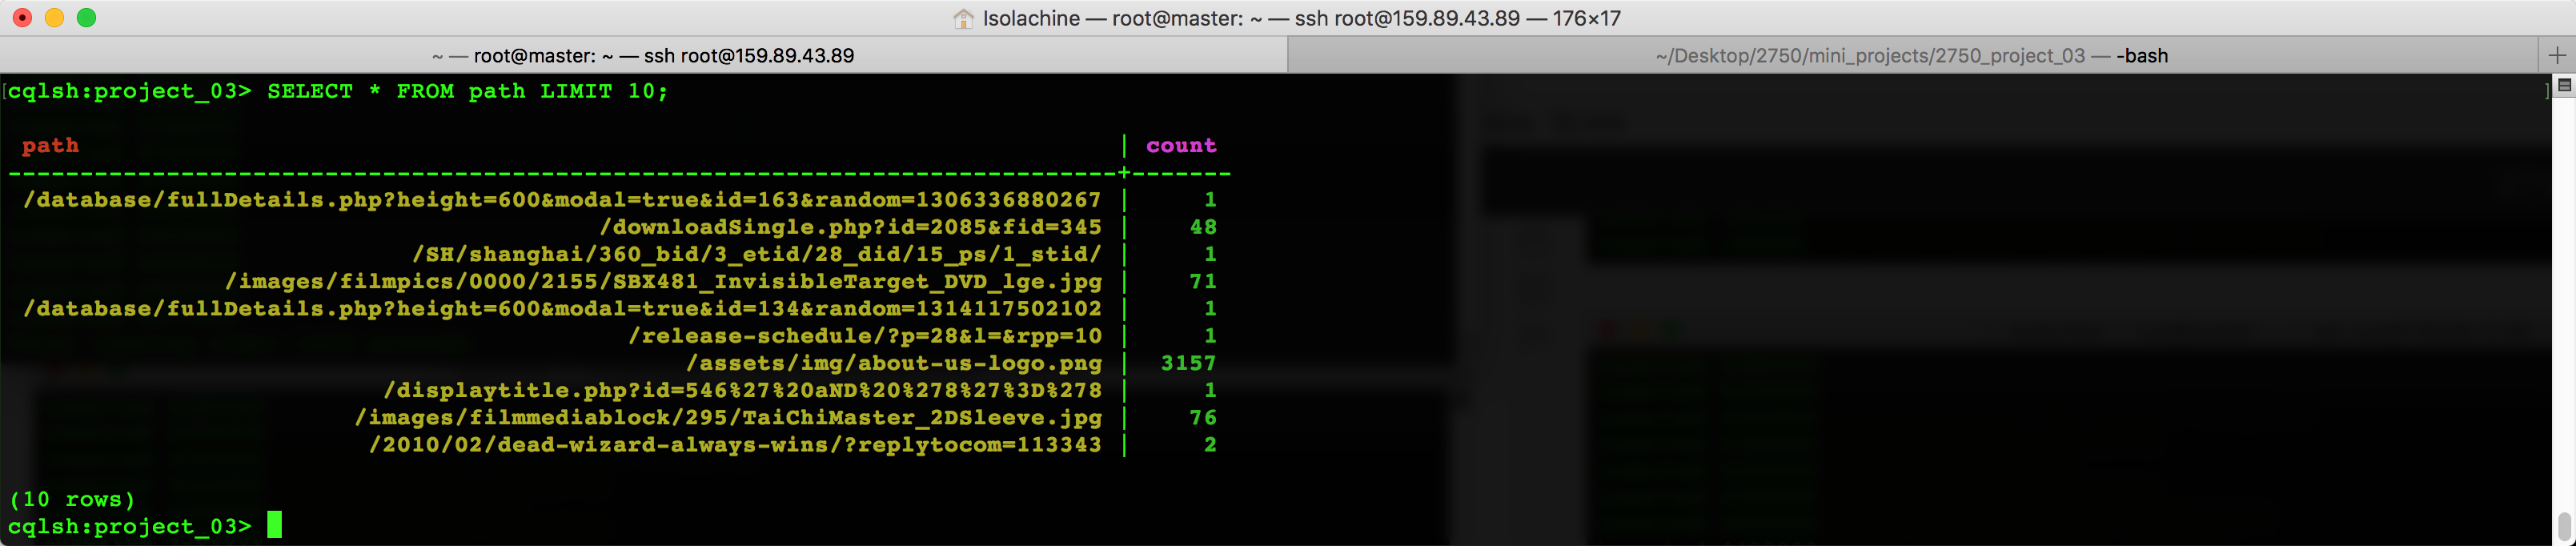 Isolachine — root@master: ~ — ssh root@159.89.43.89 — 176×17
~ — root@master: ~ — ssh root@159.89.43.89
~/Desktop/2750/mini_projects/2750_project_03 — -bash
[cqlsh:project_03> SELECT * FROM path LIMIT 10; ]
path | count
-----------------------------------------------------------------------------+-------
/database/fullDetails.php?height=600&modal=true&id=163&random=1306336880267 | 1
/downloadSingle.php?id=2085&fid=345 | 48
/SH/shanghai/360_bid/3_etid/28_did/15_ps/1_stid/ | 1
/images/filmpics/0000/2155/SBX481_InvisibleTarget_DVD_lge.jpg | 71
/database/fullDetails.php?height=600&modal=true&id=134&random=1314117502102 | 1
/release-schedule/?p=28&l=&rpp=10 | 1
/assets/img/about-us-logo.png | 3157
/displaytitle.php?id=546%27%20aND%20%278%27%3D%278 | 1
/images/filmmediablock/295/TaiChiMaster_2DSleeve.jpg | 76
/2010/02/dead-wizard-always-wins/?replytocom=113343 | 2
(10 rows)
cqlsh:project_03>